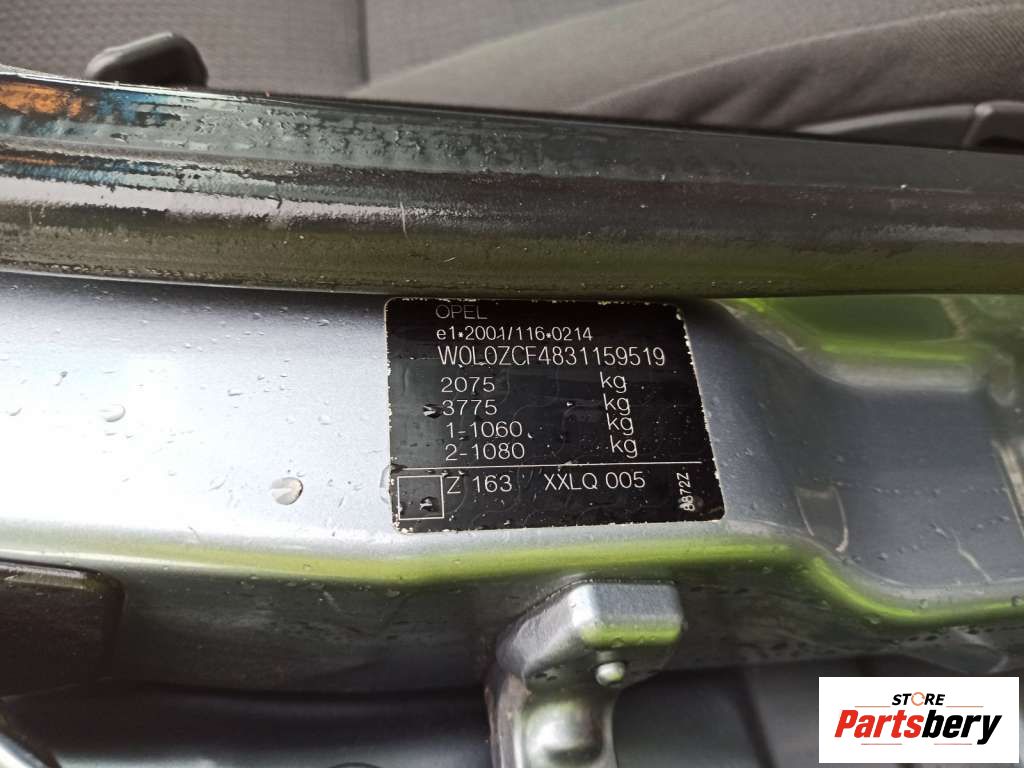 OPEL
e1*2001/116*0214
W0L0ZCF4831159519
2075 kg
3775 kg
1-1060 kg
2-1080 kg
Z 163 XXLQ 005
8872Z
STORE
Partsbery